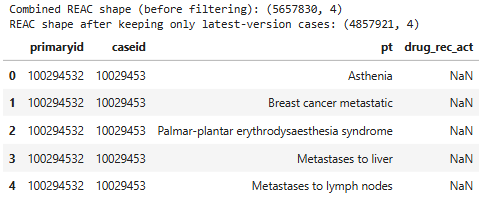 Combined REAC shape (before filtering): (5657830, 4)
REAC shape after keeping only latest-version cases: (4857921, 4)
primaryid caseid pt drug_rec_act
0 100294532 10029453 Asthenia NaN
1 100294532 10029453 Breast cancer metastatic NaN
2 100294532 10029453 Palmar-plantar erythrodysaesthesia syndrome NaN
3 100294532 10029453 Metastases to liver NaN
4 100294532 10029453 Metastases to lymph nodes NaN